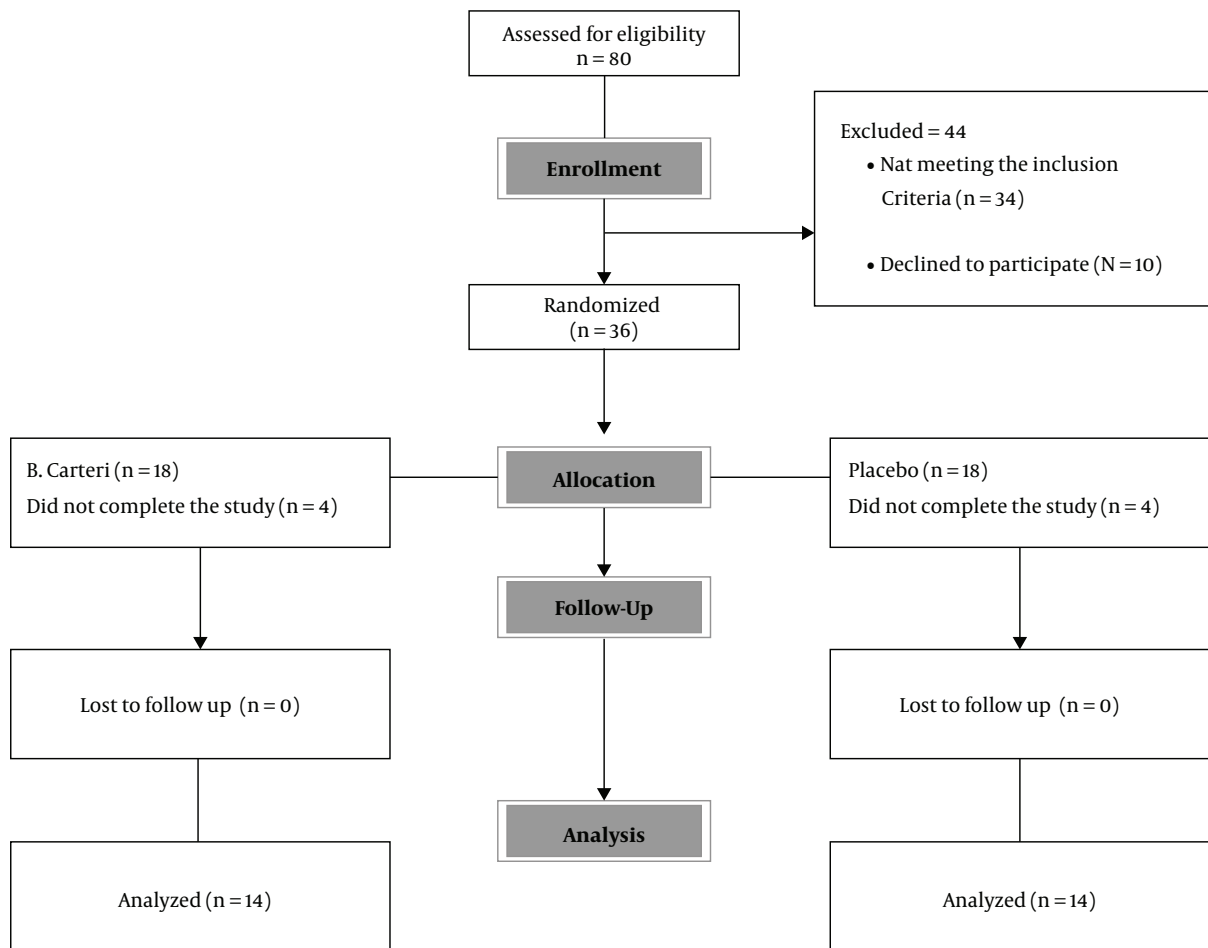 Assessed for eligibility
n = 80
Enrollment
Excluded = 44
• Nat meeting the inclusion
Criteria (n = 34)
• Declined to participate (N = 10)
Randomized
(n = 36)
B. Carteri (n = 18)
Did not complete the study (n = 4)
Allocation
Placebo (n = 18)
Did not complete the study (n = 4)
Follow-Up
Lost to follow up (n = 0)
Lost to follow up (n = 0)
Analysis
Analyzed (n = 14)
Analyzed (n = 14)